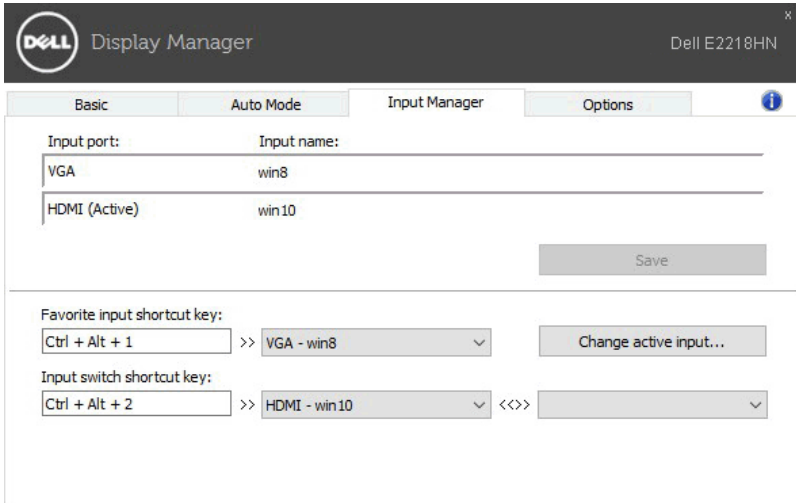 x
DELL Display Manager Dell E2218HN
Basic Auto Mode Input Manager Options i
Input port: Input name:
VGA win8
HDMI (Active) win10
Save
Favorite input shortcut key:
Ctrl + Alt + 1 >> VGA - win8 Change active input...
Input switch shortcut key:
Ctrl + Alt + 2 >> HDMI - win10 <<>>